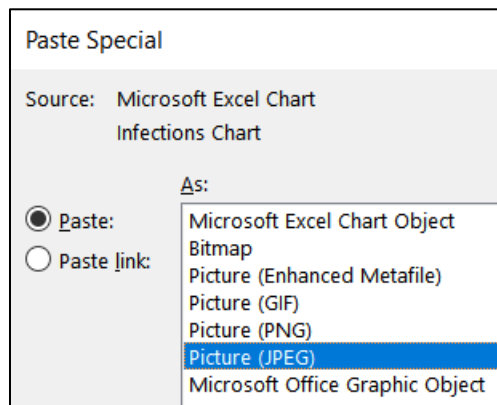 Paste Special
Source: Microsoft Excel Chart
Infections Chart
As:
Paste:
Paste link:
Microsoft Excel Chart Object
Bitmap
Picture (Enhanced Metafile)
Picture (GIF)
Picture (PNG)
Picture (JPEG)
Microsoft Office Graphic Object